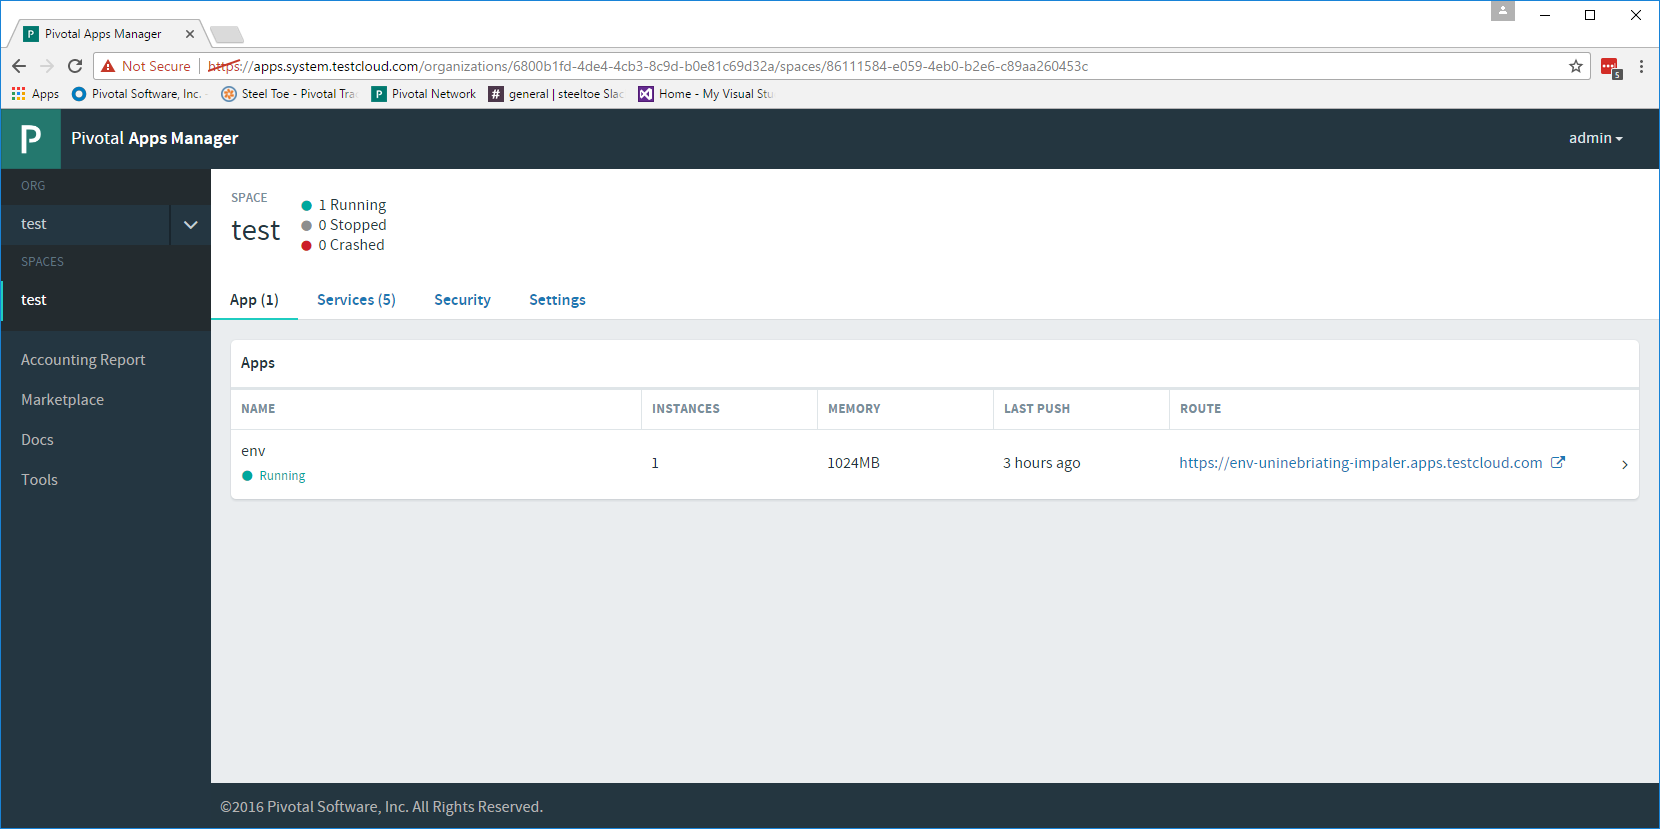 Pivotal Apps Manager
Not Secure https://apps.system.testcloud.com/organizations/6800b1fd-4de4-4cb3-8c9d-b0e81c69d32a/spaces/86111584-e059-4eb0-b2e6-c89aa260453c
Apps Pivotal Software, Inc. Steel Toe - Pivotal Tra Pivotal Network # general | steeltoe Slac Home - My Visual Stu
P Pivotal Apps Manager admin
ORG
test
SPACES
test
Accounting Report
Marketplace
Docs
Tools
SPACE
test
1 Running
0 Stopped
0 Crashed
App (1) Services (5) Security Settings
Apps
NAME INSTANCES MEMORY LAST PUSH ROUTE
env
Running
1 1024MB 3 hours ago https://env-uninebriating-impaler.apps.testcloud.com
©2016 Pivotal Software, Inc. All Rights Reserved.